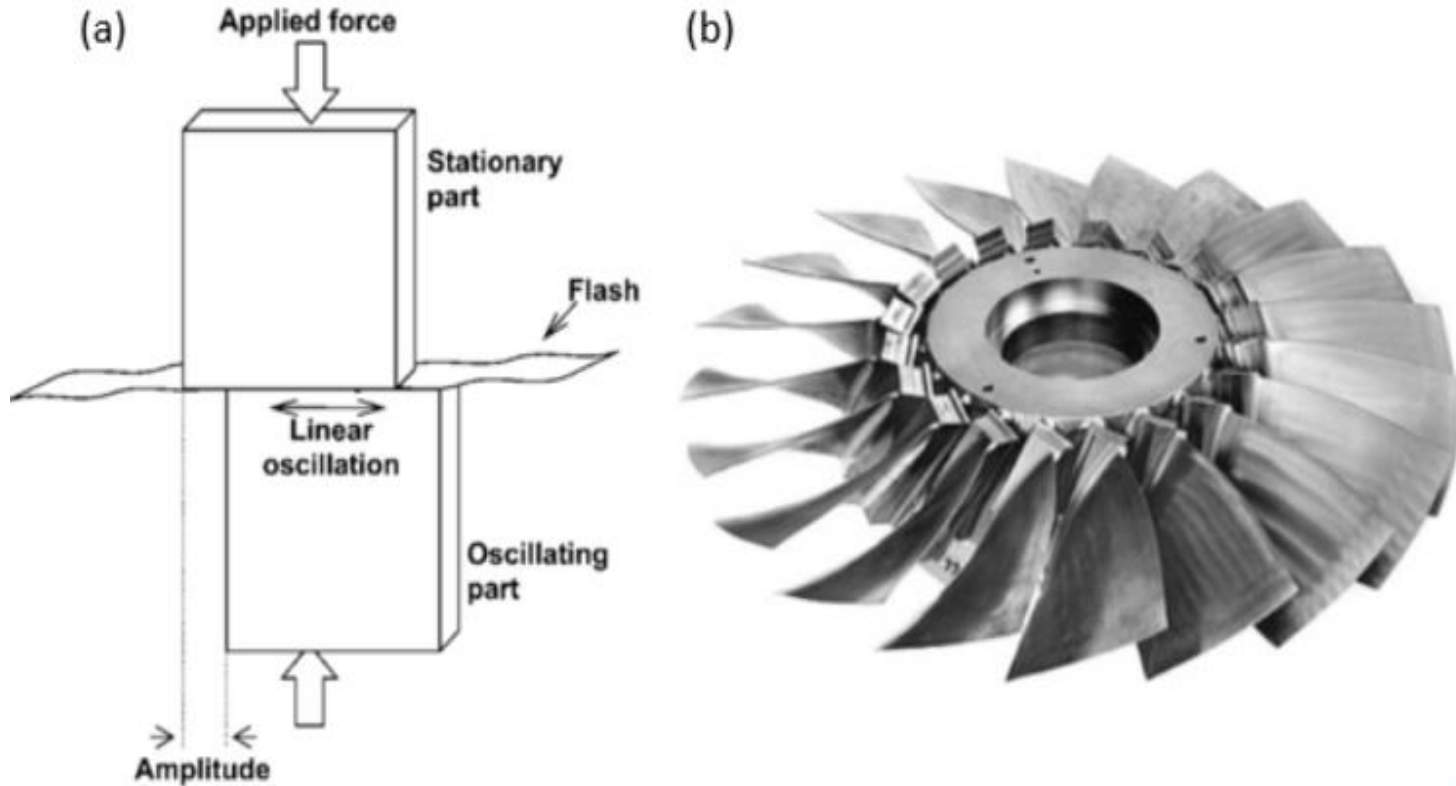 (a)
Applied force
Stationary
part
Flash
Linear
oscillation
Oscillating
part
Amplitude
(b)